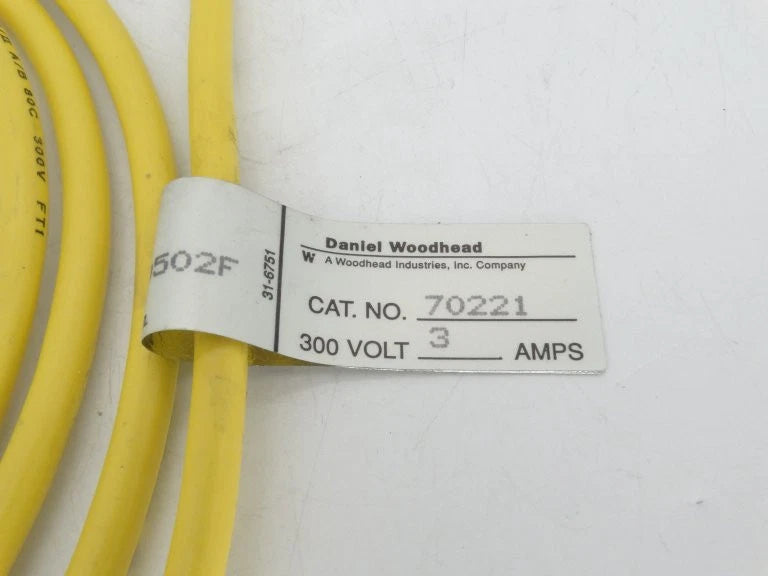 A/B 80C 300V FT1
502F
31-6751
Daniel Woodhead
W A Woodhead Industries, Inc. Company
CAT. NO. 70221
300 VOLT 3 AMPS